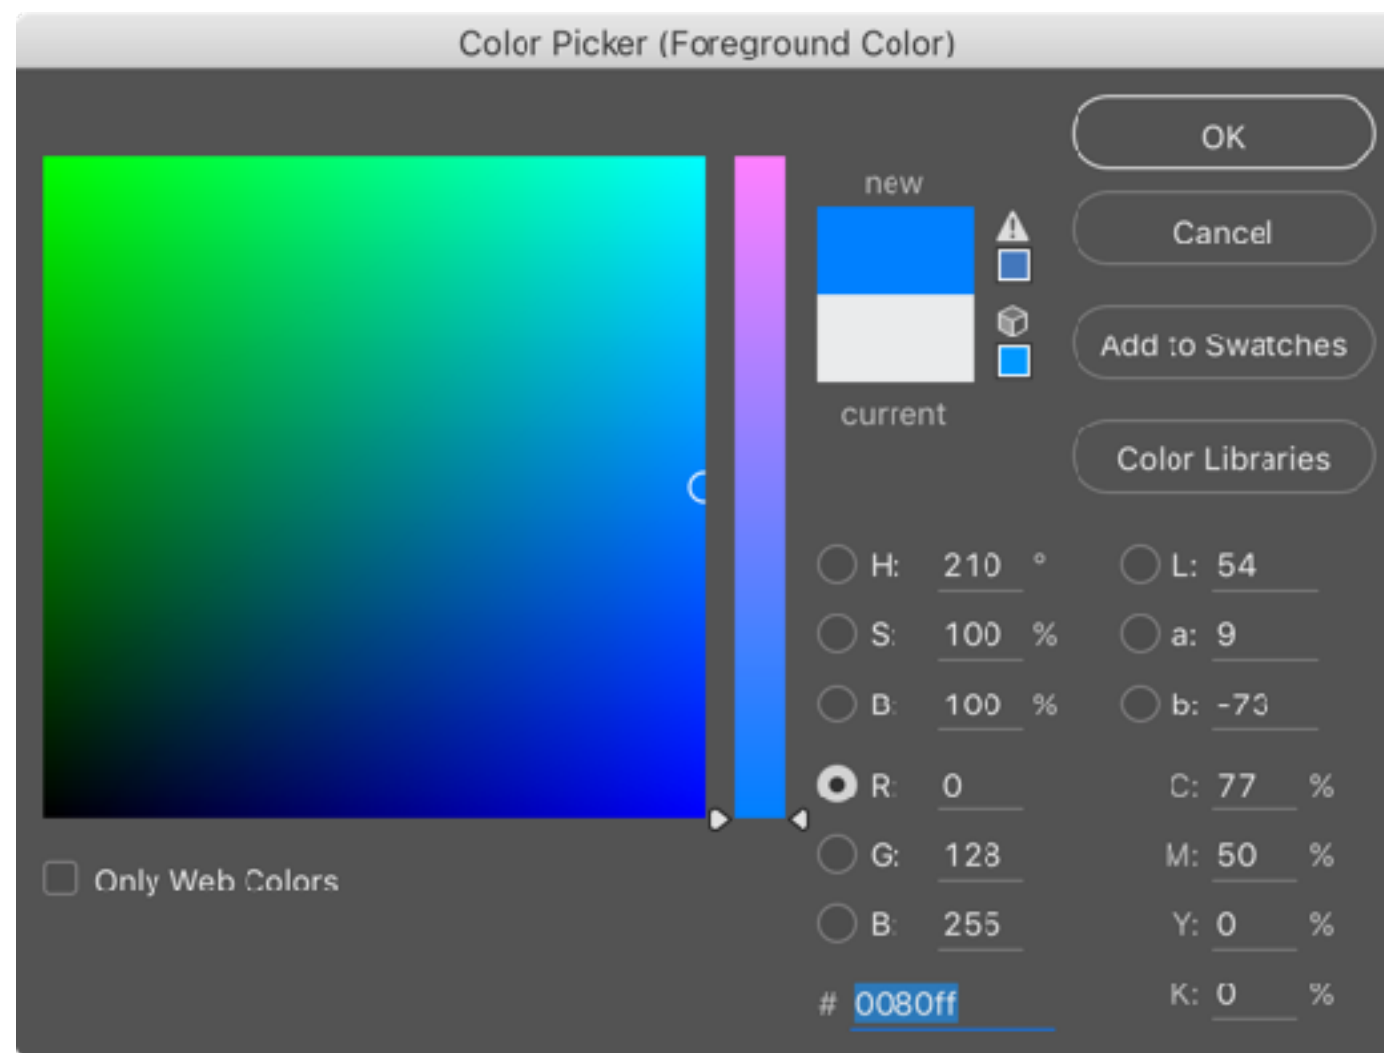 Color Picker (Foreground Color)
OK
new
Cancel
Add to Swatches
current
Color Libraries
H: 210 ° L: 54
S: 100 % a: 9
B: 100 % b: -73
R: 0 C: 77 %
G: 128 M: 50 %
Only Web Colors
B: 255 Y: 0 %
# 0080ff K: 0 %